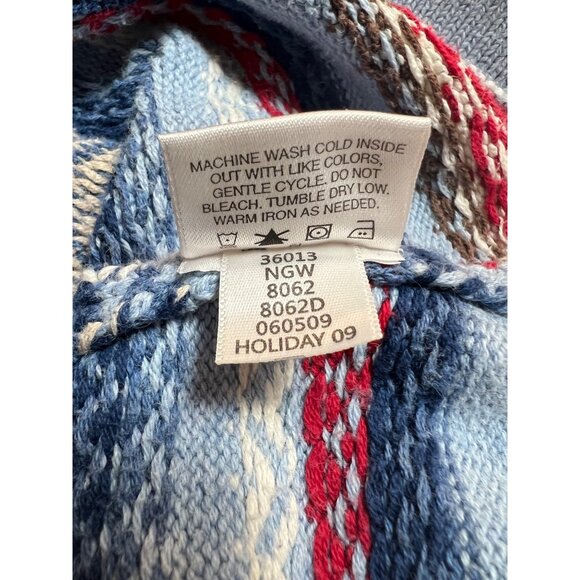 MACHINE WASH COLD INSIDE
OUT WITH LIKE COLORS,
GENTLE CYCLE. DO NOT
BLEACH. TUMBLE DRY LOW.
WARM IRON AS NEEDED.
36013
NGW
8062
8062D
060509
HOLIDAY 09